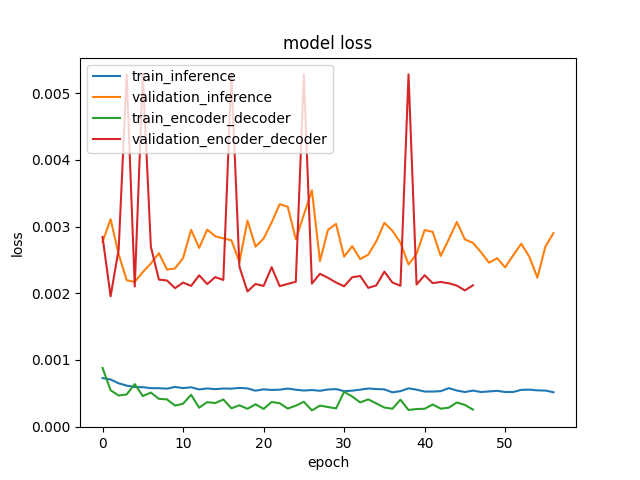 model loss
train_inference
validation_inference
train_encoder_decoder
validation_encoder_decoder
loss
0.005
0.004
0.003
0.002
0.001
0.000
0 10 20 30 40 50
epoch